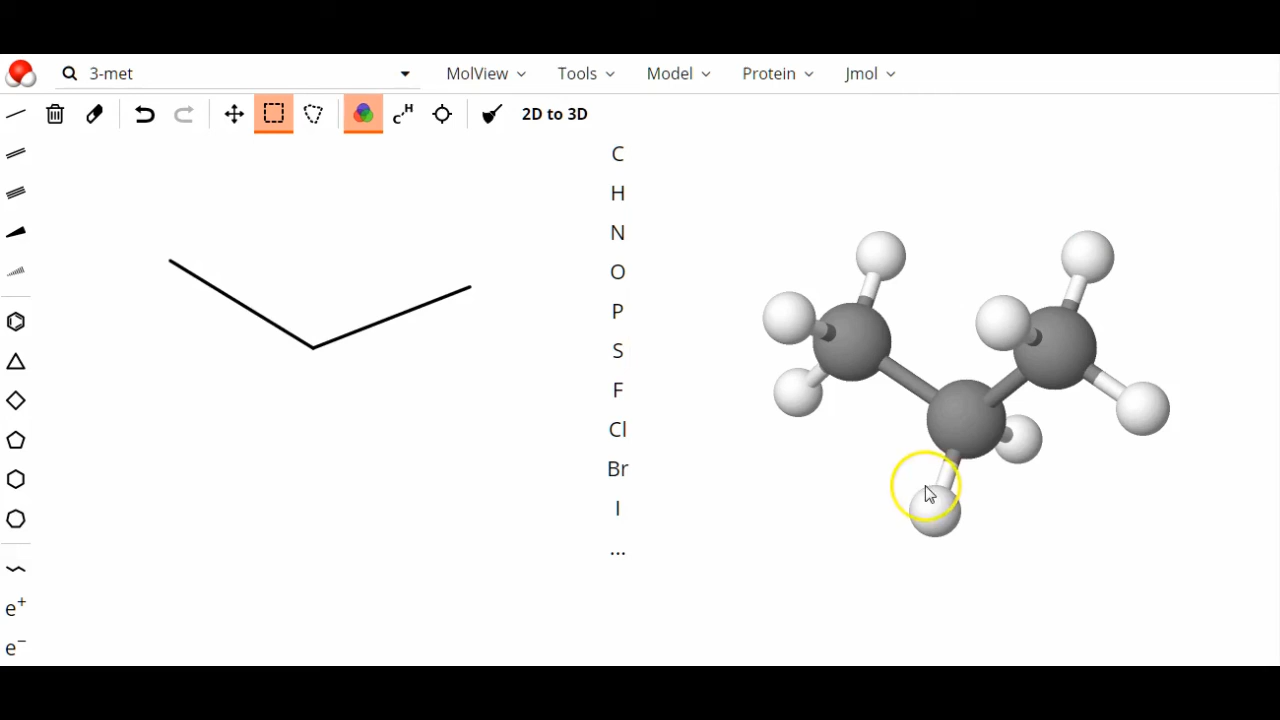 3-met MolView Tools Model Protein Jmol
C H 2D to 3D
C
H
N
O
P
S
F
Cl
Br
I
...
e+
e−